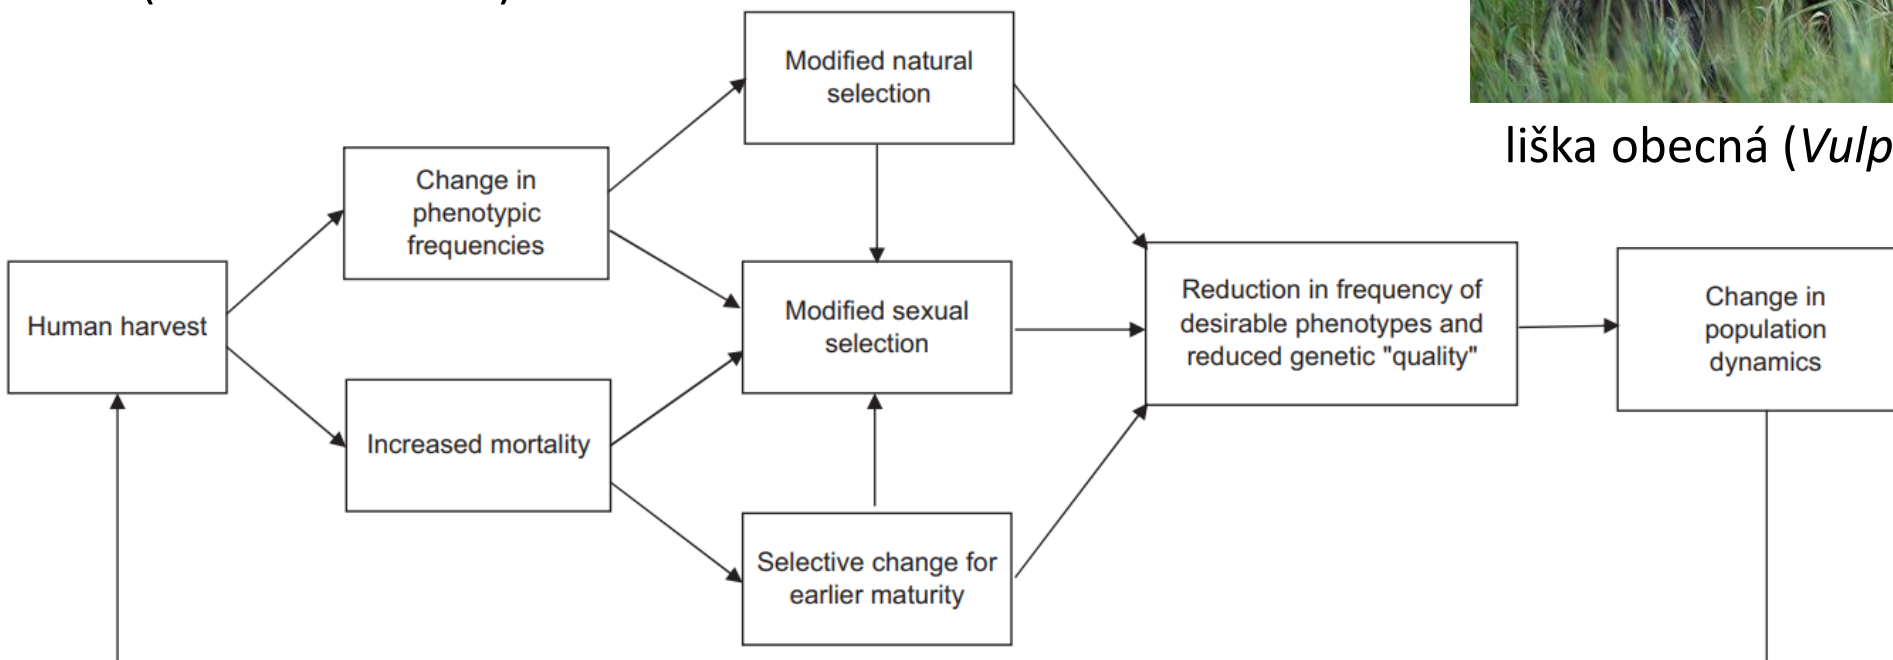 Modified natural
selection
liška obecná (Vulp
Change in
phenotypic
frequencies
Human harvest
Modified sexual
selection
Reduction in frequency of
desirable phenotypes and
reduced genetic "quality"
Change in
population
dynamics
Increased mortality
Selective change for
earlier maturity